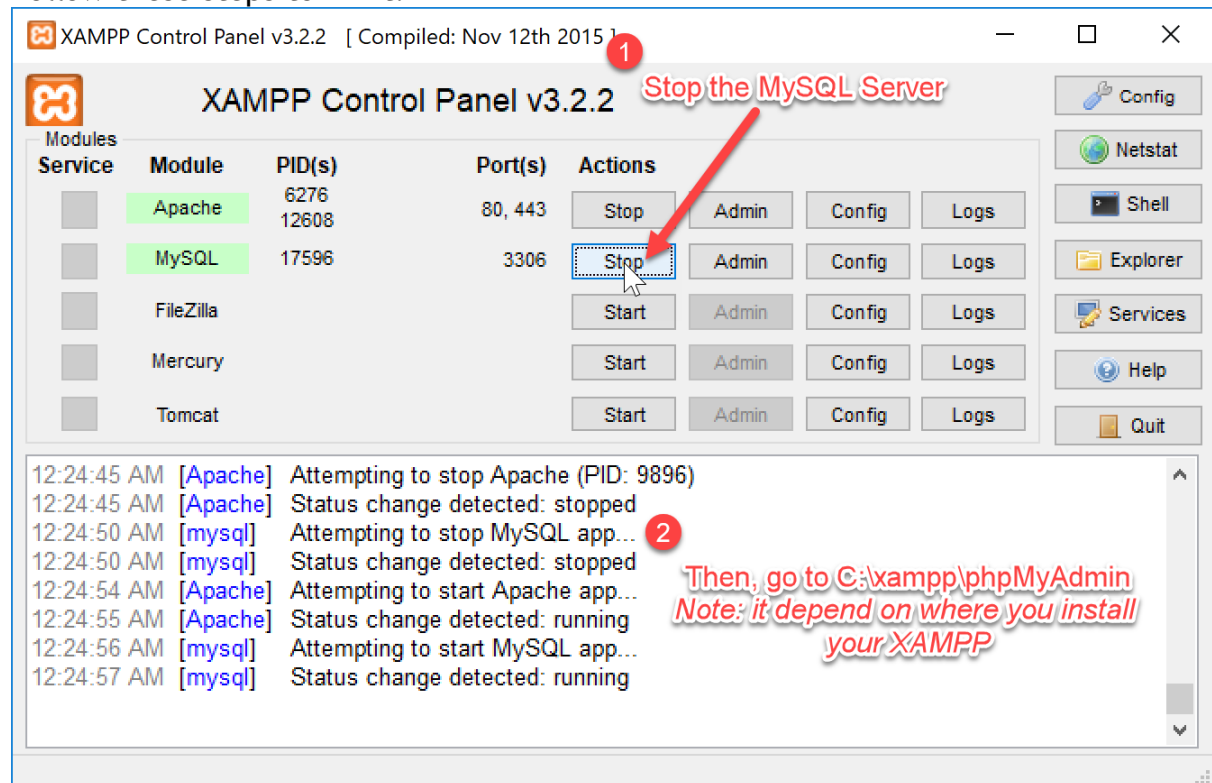 XAMPP Control Panel v3.2.2 [ Compiled: Nov 12th 2015 ]
1
Stop the MySQL Server
XAMPP Control Panel v3.2.2
Config
Modules
Netstat
Service Module PID(s) Port(s) Actions
Apache 6276 12608 80, 443 Stop Admin Config Logs
Shell
MySQL 17596 3306 Stop Admin Config Logs
Explorer
FileZilla Start Admin Config Logs
Services
Mercury Start Admin Config Logs
Help
Tomcat Start Admin Config Logs
Quit
12:24:45 AM [Apache] Attempting to stop Apache (PID: 9896)
12:24:45 AM [Apache] Status change detected: stopped
12:24:50 AM [mysql] Attempting to stop MySQL app...
12:24:50 AM [mysql] Status change detected: stopped
12:24:54 AM [Apache] Attempting to start Apache app...
12:24:55 AM [Apache] Status change detected: running
12:24:56 AM [mysql] Attempting to start MySQL app...
12:24:57 AM [mysql] Status change detected: running
2
Then, go to C:\xampp\phpMyAdmin
Note: it depend on where you install
your XAMPP